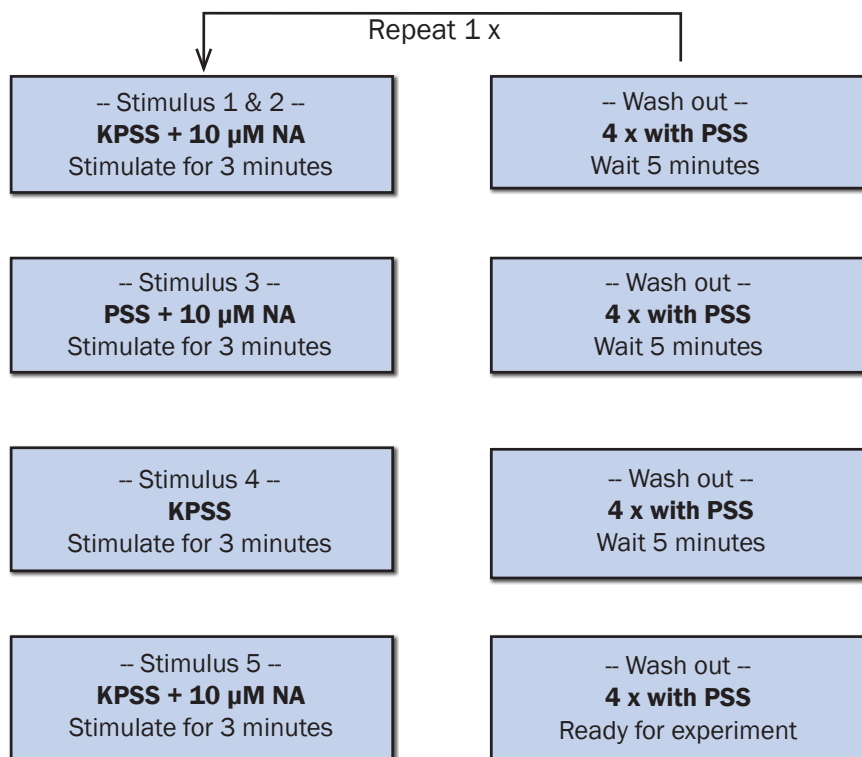 Repeat 1 x
-- Stimulus 1 & 2 --
KPSS + 10 µM NA
Stimulate for 3 minutes
-- Wash out --
4 x with PSS
Wait 5 minutes
-- Stimulus 3 --
PSS + 10 µM NA
Stimulate for 3 minutes
-- Wash out --
4 x with PSS
Wait 5 minutes
-- Stimulus 4 --
KPSS
Stimulate for 3 minutes
-- Wash out --
4 x with PSS
Wait 5 minutes
-- Stimulus 5 --
KPSS + 10 µM NA
Stimulate for 3 minutes
-- Wash out --
4 x with PSS
Ready for experiment